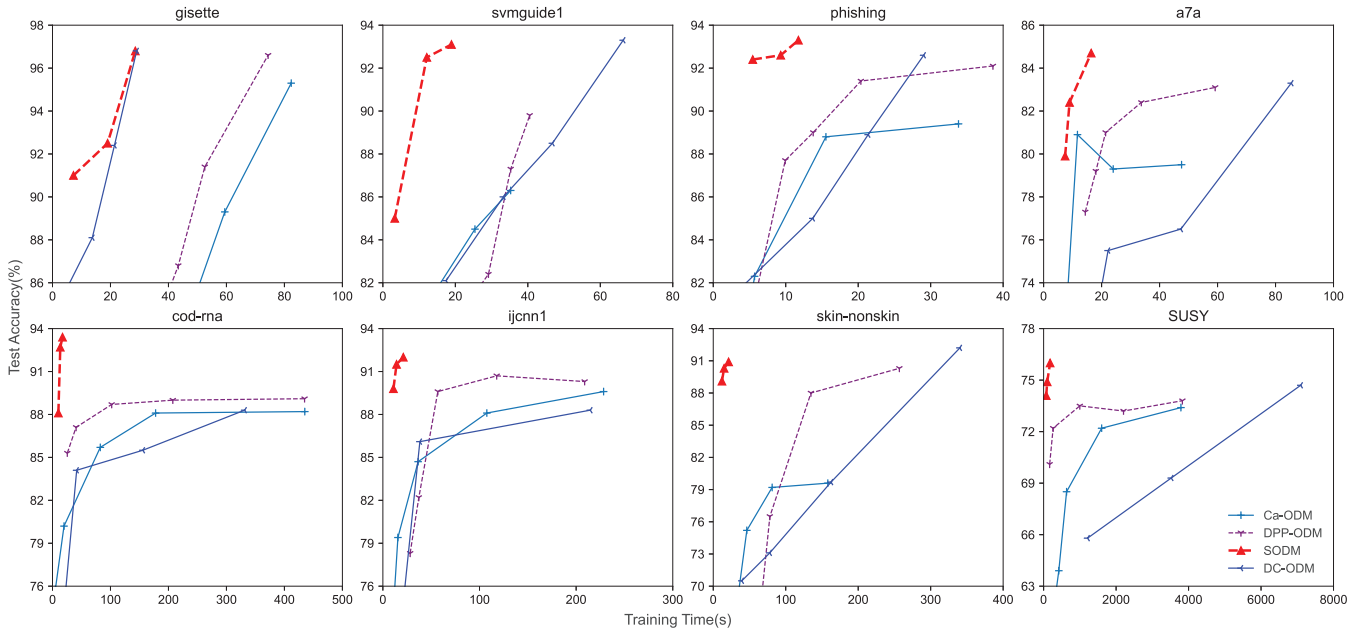 gisette svmguide1 phishing a7a
98 94 94 86
96 92 92 84
94 90 90 82
92 88 88 80
90 86 86 78
88 84 84 76
86 82 82 74
0 20 40 60 80 100 0 20 40 60 80 0 10 20 30 40 0 20 40 60 80 100
Test Accuracy(%)
cod-rna ijcnn1 skin-nonskin SUSY
94 94 94 78
91 91 91 75
88 88 88 72
85 85 85 69
82 82 82 66
79 79 79 63
76 76 76
73
70
Ca-ODM
DPP-ODM
SODM
DC-ODM
0 100 200 300 400 500 0 100 200 300 0 100 200 300 400 0 2000 4000 6000 8000
Training Time(s)